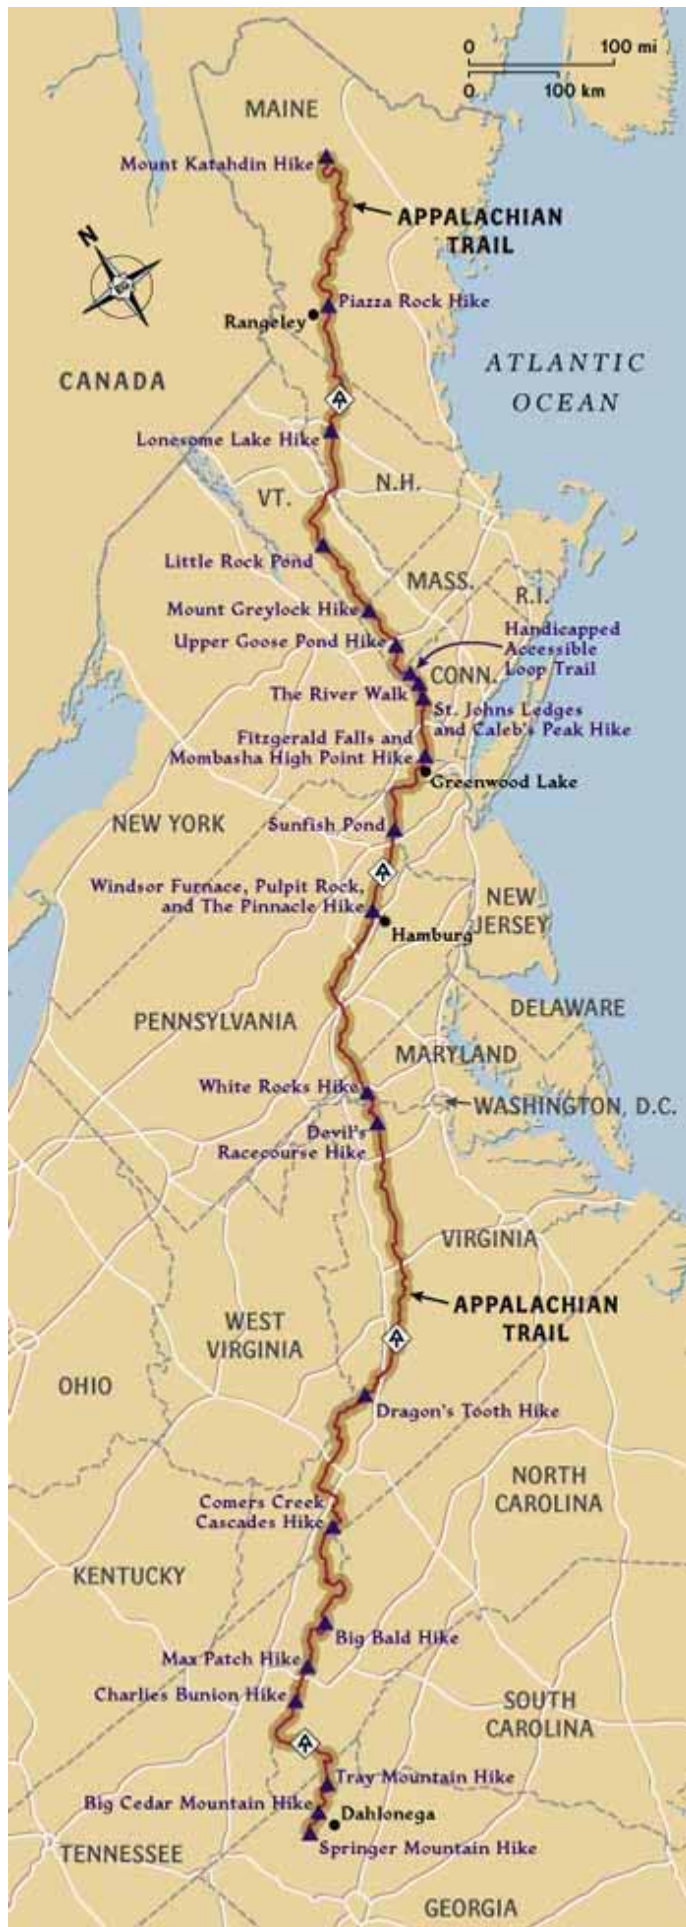 0 100 mi
0 100 km
MAINE
Mount Katahdin Hike
APPALACHIAN
TRAIL
N
Piazza Rock Hike
Rangeley
ATLANTIC
OCEAN
CANADA
Lonesome Lake Hike
N.H.
VT.
Little Rock Pond
MASS.
R.I.
Mount Greylock Hike
Handicapped
Accessible
Loop Trail
Upper Goose Pond Hike
CONN.
The River Walk
St. Johns Ledges
and Caleb's Peak Hike
Fitzgerald Falls and
Mombasha High Point Hike
Greenwood Lake
NEW YORK
Sunfish Pond
Windsor Furnace, Pulpit Rock,
and The Pinnacle Hike
NEW
JERSEY
Hamburg
DELAWARE
PENNSYLVANIA
MARYLAND
White Rocks Hike
WASHINGTON, D.C.
Devil's
Racecourse Hike
VIRGINIA
APPALACHIAN
TRAIL
WEST
VIRGINIA
OHIO
Dragon's Tooth Hike
NORTH
CAROLINA
Comers Creek
Cascades Hike
KENTUCKY
Big Bald Hike
Max Patch Hike
Charlies Bunion Hike
SOUTH
CAROLINA
Tray Mountain Hike
Big Cedar Mountain Hike
Dahlonega
Springer Mountain Hike
TENNESSEE
GEORGIA